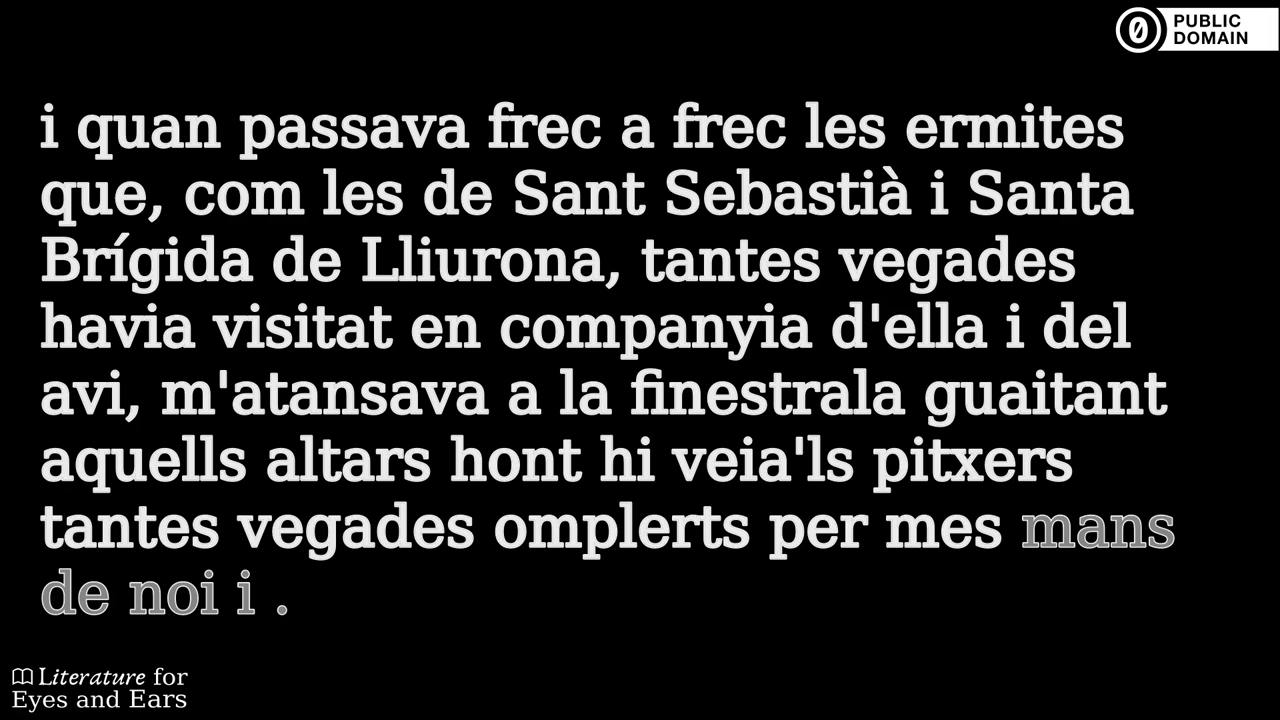 PUBLIC
DOMAIN
i quan passava frec a frec les ermites
que, com les de Sant Sebastià i Santa
Brígida de Lliurona, tantes vegades
havia visitat en companyia d'ella i del
avi, m'atansava a la finestrala guaitant
aquells altars hont hi veia'ls pitxers
tantes vegades omplerts per mes mans
de noi i .
Literature for
Eyes and Ears